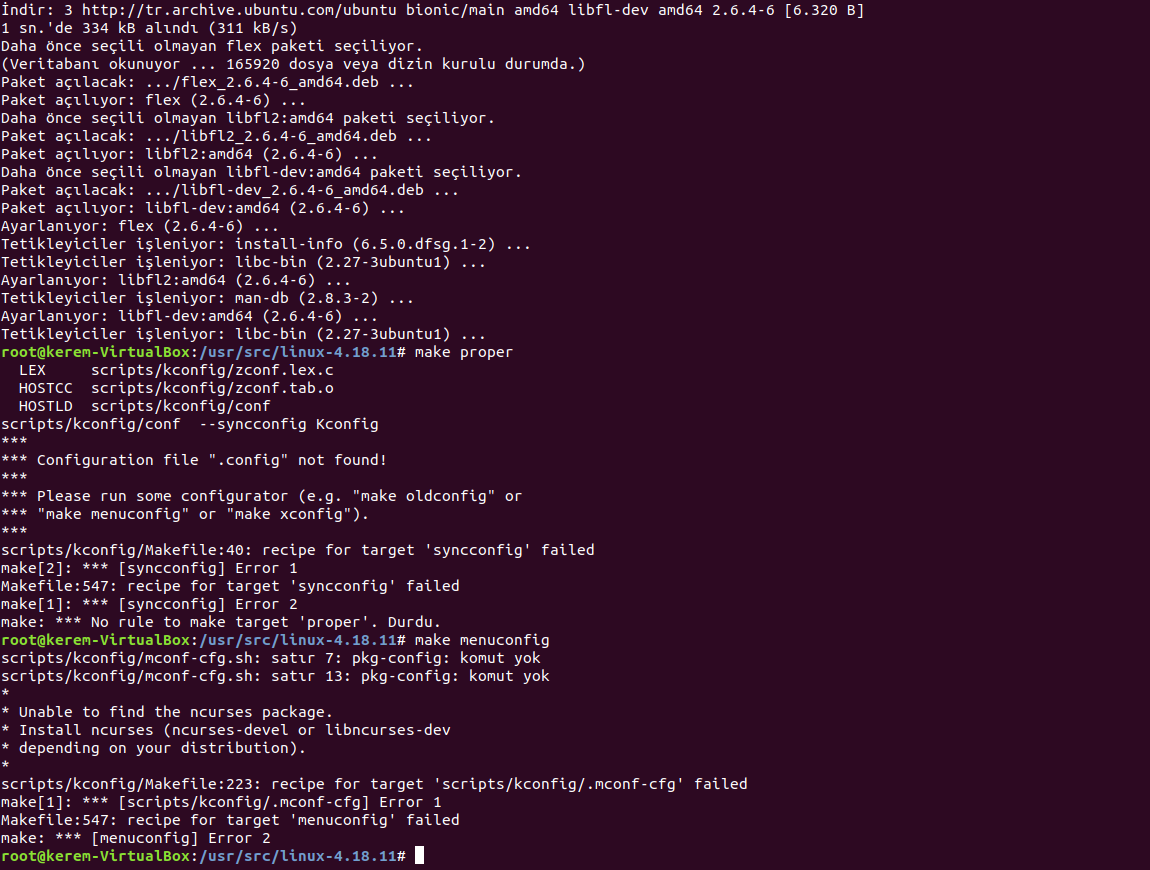 İndir: 3 http://tr.archive.ubuntu.com/ubuntu bionic/main amd64 libfl-dev amd64 2.6.4-6 [6.320 B]
1 sn.'de 334 kB alındı (311 kB/s)
Daha önce seçili olmayan flex paketi seçiliyor.
(Veritabanı okunuyor ... 165920 dosya veya dizin kurulu durumda.)
Paket açılacak: .../flex_2.6.4-6_amd64.deb ...
Paket açılıyor: flex (2.6.4-6) ...
Daha önce seçili olmayan libfl2:amd64 paketi seçiliyor.
Paket açılacak: .../libfl2_2.6.4-6_amd64.deb ...
Paket açılıyor: libfl2:amd64 (2.6.4-6) ...
Daha önce seçili olmayan libfl-dev:amd64 paketi seçiliyor.
Paket açılacak: .../libfl-dev_2.6.4-6_amd64.deb ...
Paket açılıyor: libfl-dev:amd64 (2.6.4-6) ...
Ayarlanıyor: flex (2.6.4-6) ...
Tetikleyiciler işleniyor: install-info (6.5.0.dfsg.1-2) ...
Tetikleyiciler işleniyor: libc-bin (2.27-3ubuntu1) ...
Ayarlanıyor: libfl2:amd64 (2.6.4-6) ...
Tetikleyiciler işleniyor: man-db (2.8.3-2) ...
Ayarlanıyor: libfl-dev:amd64 (2.6.4-6) ...
Tetikleyiciler işleniyor: libc-bin (2.27-3ubuntu1) ...
root@kerem-VirtualBox:/usr/src/linux-4.18.11# make proper
  LEX     scripts/kconfig/zconf.lex.c
  HOSTCC  scripts/kconfig/zconf.tab.o
  HOSTLD  scripts/kconfig/conf
scripts/kconfig/conf  --syncconfig Kconfig
***
*** Configuration file ".config" not found!
***
*** Please run some configurator (e.g. "make oldconfig" or
*** "make menuconfig" or "make xconfig").
***
scripts/kconfig/Makefile:40: recipe for target 'syncconfig' failed
make[2]: *** [syncconfig] Error 1
Makefile:547: recipe for target 'syncconfig' failed
make[1]: *** [syncconfig] Error 2
make: *** No rule to make target 'proper'. Durdu.
root@kerem-VirtualBox:/usr/src/linux-4.18.11# make menuconfig
scripts/kconfig/mconf-cfg.sh: satır 7: pkg-config: komut yok
scripts/kconfig/mconf-cfg.sh: satır 13: pkg-config: komut yok
*
* Unable to find the ncurses package.
* Install ncurses (ncurses-devel or libncurses-dev
* depending on your distribution).
*
scripts/kconfig/Makefile:223: recipe for target 'scripts/kconfig/.mconf-cfg' failed
make[1]: *** [scripts/kconfig/.mconf-cfg] Error 1
Makefile:547: recipe for target 'menuconfig' failed
make: *** [menuconfig] Error 2
root@kerem-VirtualBox:/usr/src/linux-4.18.11#